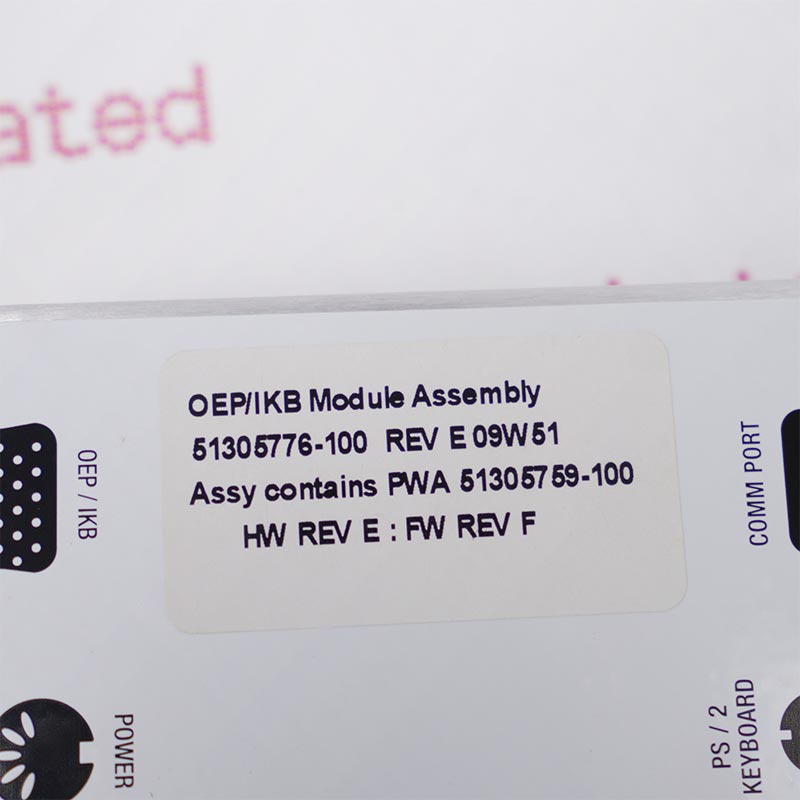 ated
OEP/IKB Module Assembly
51305776-100 REV E 09W51
Assy contains PWA 51305759-100
HW REV E : FW REV F
OEP / IKB
COMM PORT
POWER
PS / 2
KEYBOARD